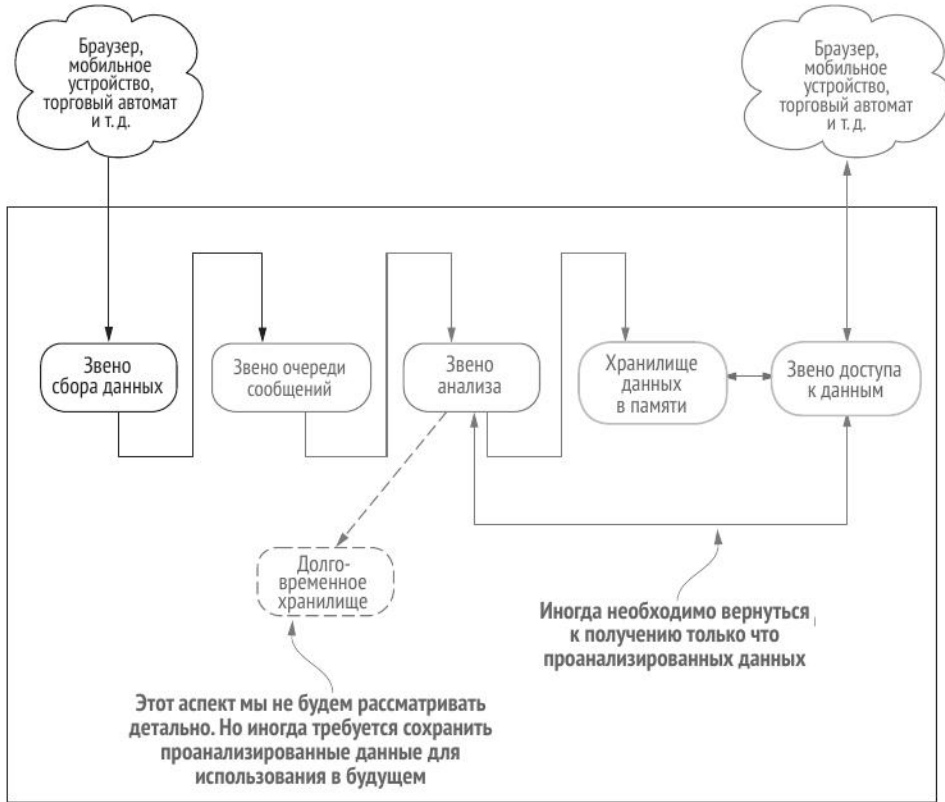 Браузер,
мобильное
устройство,
торговый автомат
и т. д.
Браузер,
мобильное
устройство,
торговый автомат
и т. д.
Звено
сбора данных
Звено очереди
сообщений
Звено
анализа
Хранилище
данных
в памяти
Звено доступа
к данным
Долго-
временное
хранилище
Иногда необходимо вернуться
к получению только что
проанализированных данных
Этот аспект мы не будем рассматривать
детально. Но иногда требуется сохранить
проанализированные данные для
использования в будущем